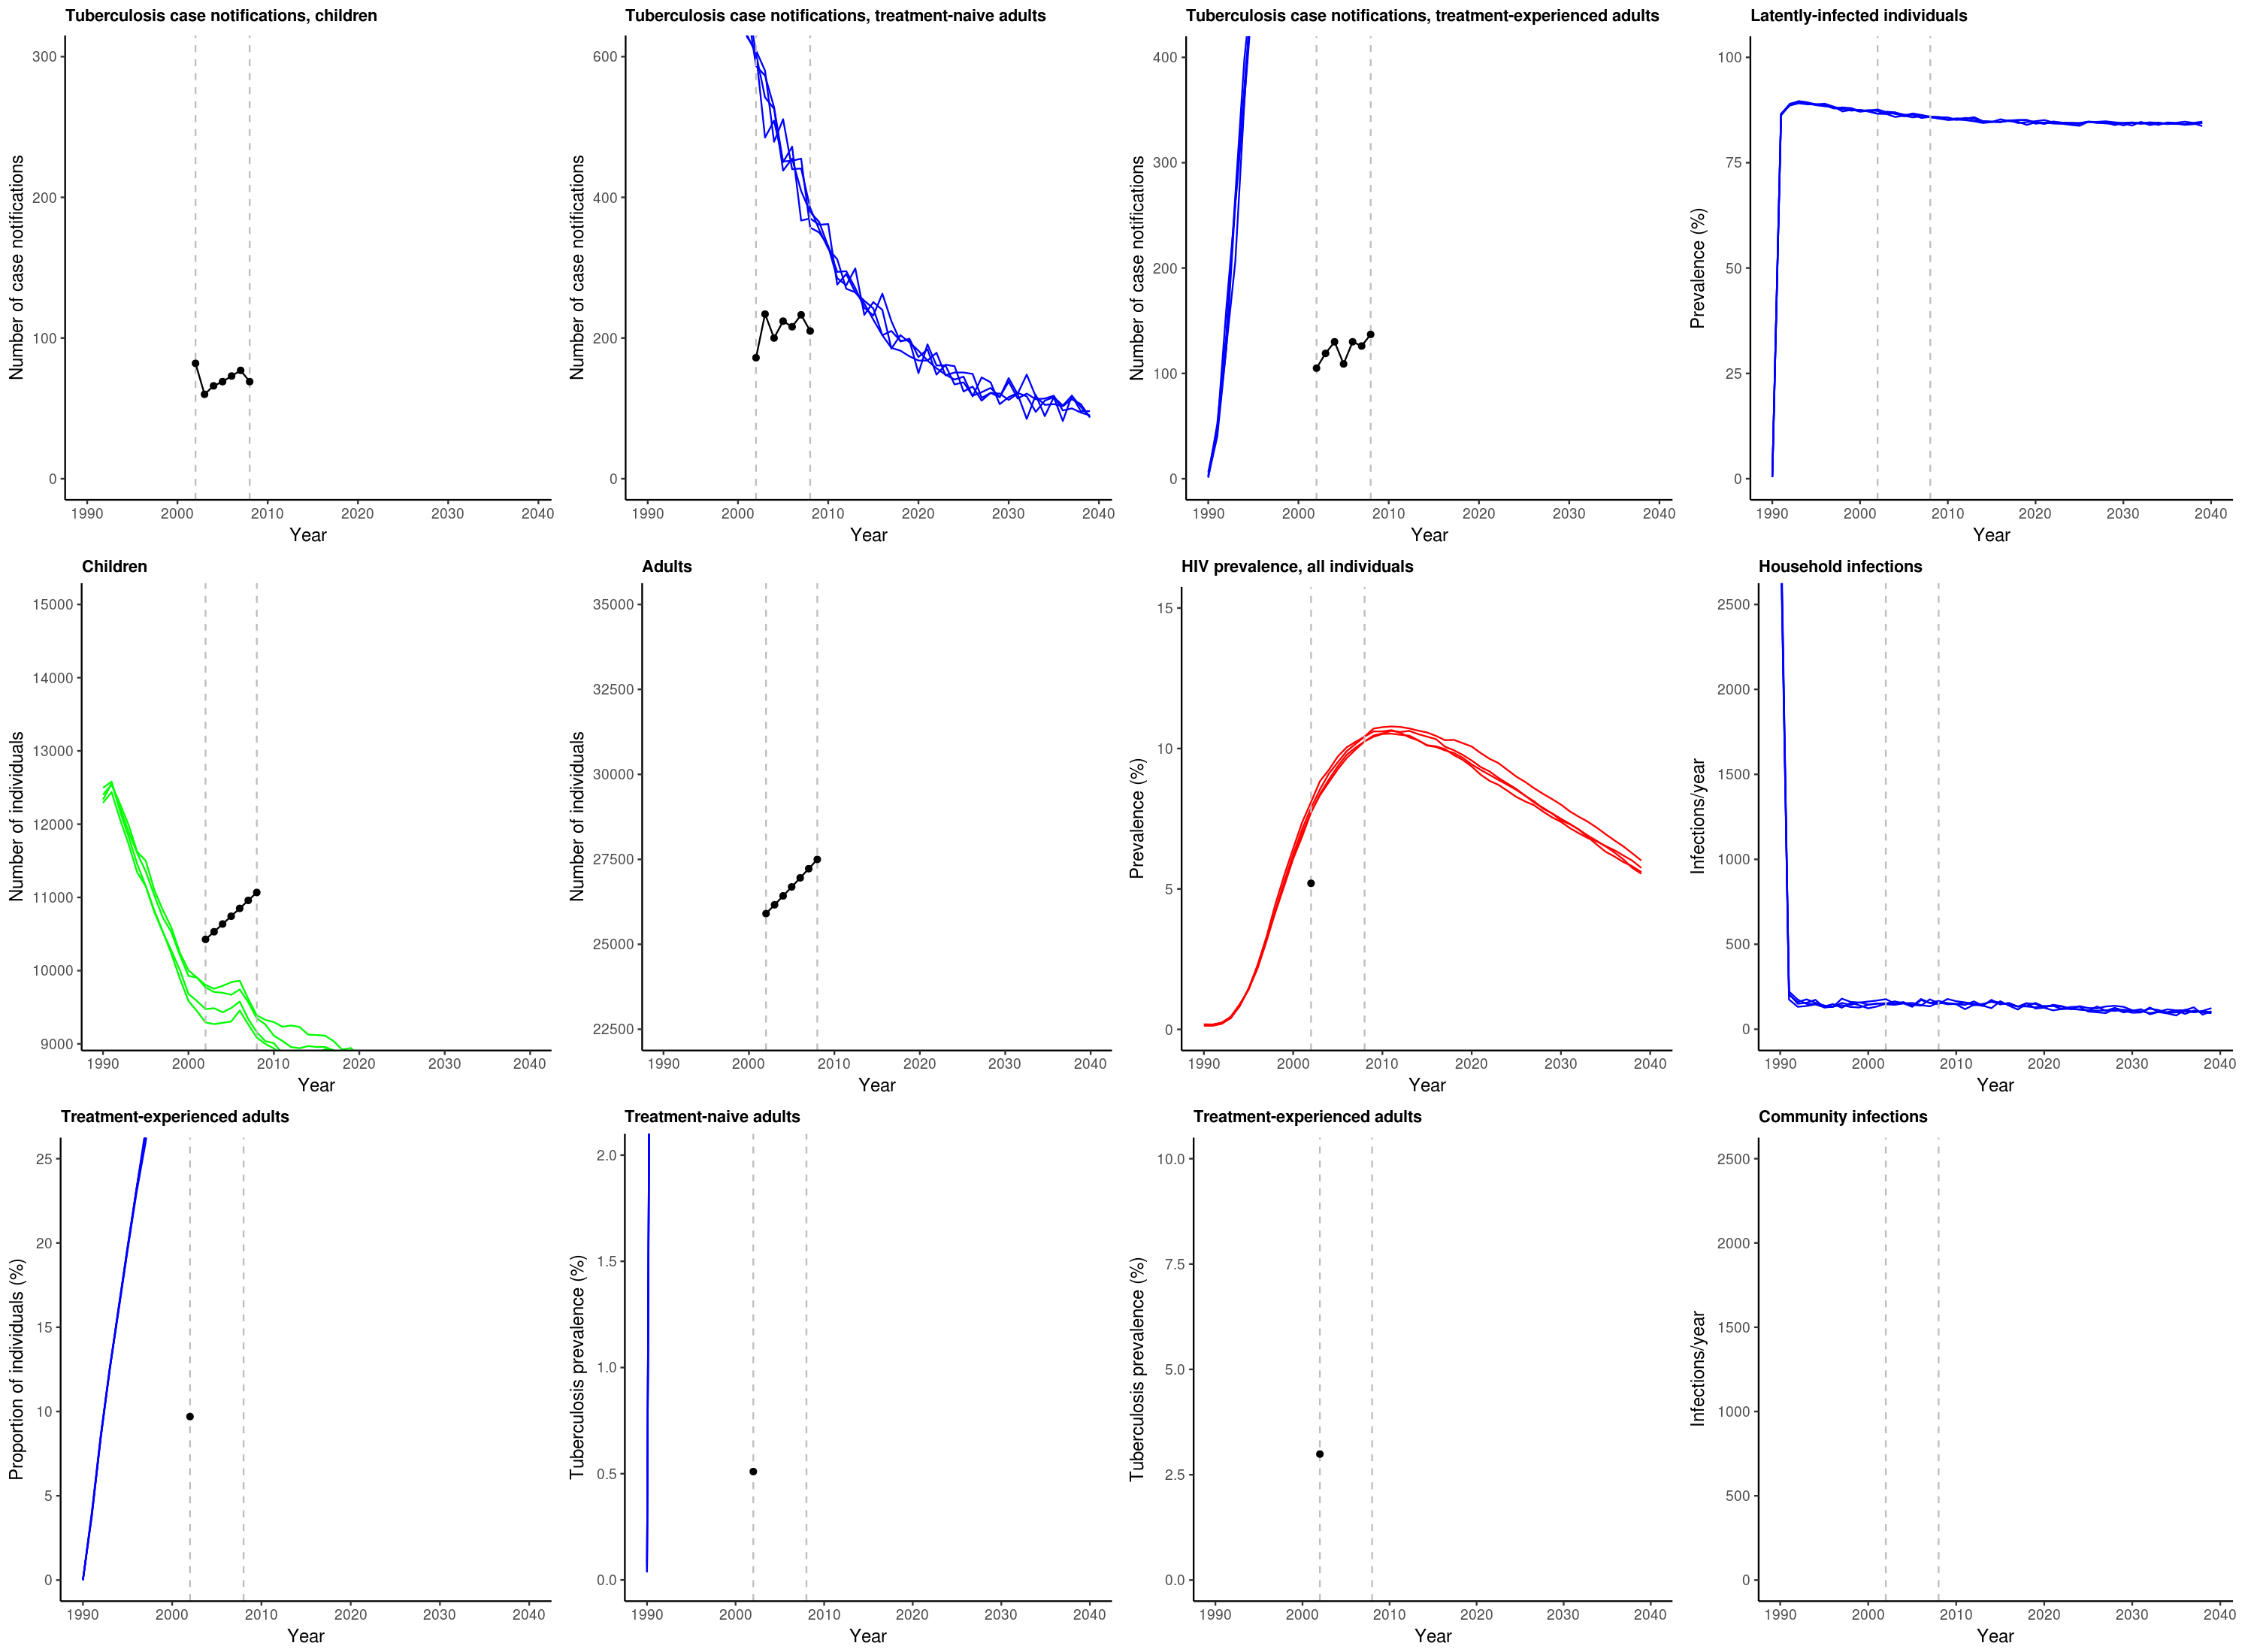 Tuberculosis case notifications, children
Number of case notifications
300
200
100
0
1990 2000 2010 2020 2030 2040
Year
Tuberculosis case notifications, treatment-naive adults
Number of case notifications
600
400
200
0
1990 2000 2010 2020 2030 2040
Year
Tuberculosis case notifications, treatment-experienced adults
Number of case notifications
400
300
200
100
0
1990 2000 2010 2020 2030 2040
Year
Latently-infected individuals
Prevalence (%)
100
75
50
25
0
1990 2000 2010 2020 2030 2040
Year
Children
Number of individuals
15000
14000
13000
12000
11000
10000
9000
1990 2000 2010 2020 2030 2040
Year
Adults
Number of individuals
35000
32500
30000
27500
25000
22500
1990 2000 2010 2020 2030 2040
Year
HIV prevalence, all individuals
Prevalence (%)
15
10
5
0
1990 2000 2010 2020 2030 2040
Year
Household infections
Infections/year
2500
2000
1500
1000
500
0
1990 2000 2010 2020 2030 2040
Year
Treatment-experienced adults
Proportion of individuals (%)
25
20
15
10
5
0
1990 2000 2010 2020 2030 2040
Year
Treatment-naive adults
Tuberculosis prevalence (%)
2.0
1.5
1.0
0.5
0.0
1990 2000 2010 2020 2030 2040
Year
Treatment-experienced adults
Tuberculosis prevalence (%)
10.0
7.5
5.0
2.5
0.0
1990 2000 2010 2020 2030 2040
Year
Community infections
Infections/year
2500
2000
1500
1000
500
0
1990 2000 2010 2020 2030 2040
Year